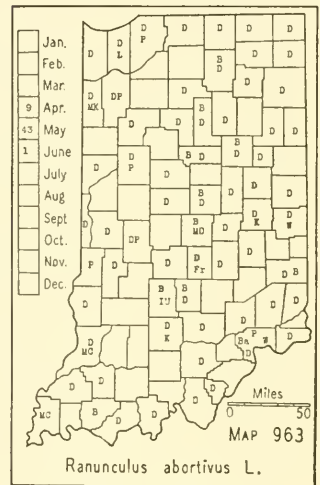 Jan.
Feb.
Mar.
9 Apr.
43 May
1 June
July
Aug
Sept
Oct.
Nov.
Dec.
D D L D P D D D D
B D D D
D MK DP D
D B D D D D
D B D B D D
D D P D B D D D D
D D B MO D D K D W
DP
P D D Fr D D B
D B IU B D D D D
D MC D K D Ba D P W D
D D D D
MC B D D D
Miles
0 50
MAP 963
Ranunculus abortivus L.